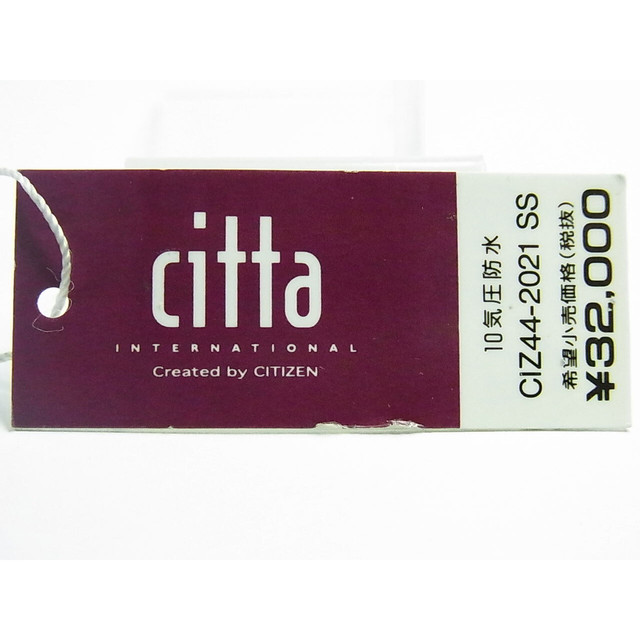 citta
INTERNATIONAL
Created by CITIZEN
10気圧防水
CIZ44-2021 SS
希望小売価格(税抜)
¥32,000